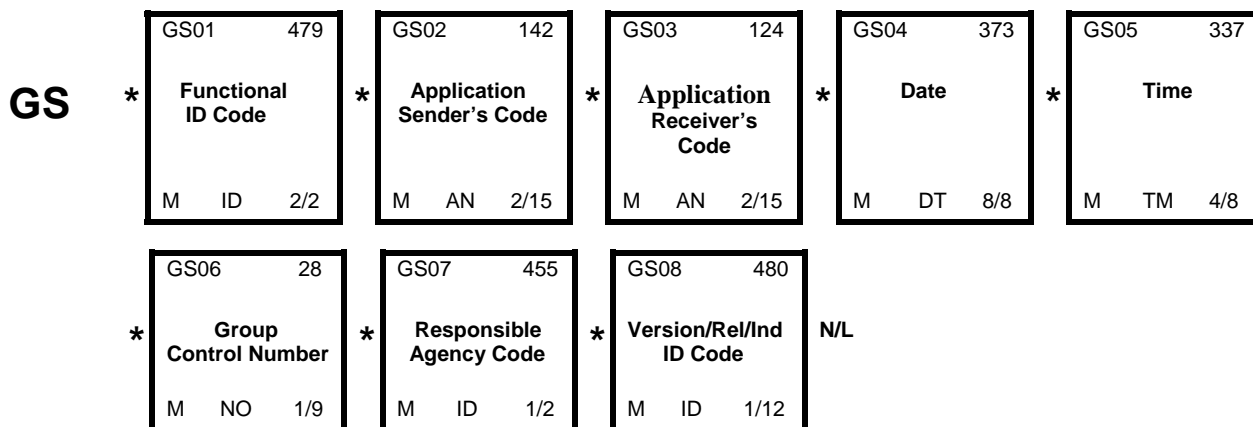 GS01 479
GS02 142
GS03 124
GS04 373
GS05 337
GS * Functional ID Code * Application Sender's Code * Application Receiver's Code * Date * Time
M ID 2/2
M AN 2/15
M AN 2/15
M DT 8/8
M TM 4/8
GS06 28
GS07 455
GS08 480
* Group Control Number * Responsible Agency Code * Version/Rel/Ind ID Code N/L
M NO 1/9
M ID 1/2
M ID 1/12